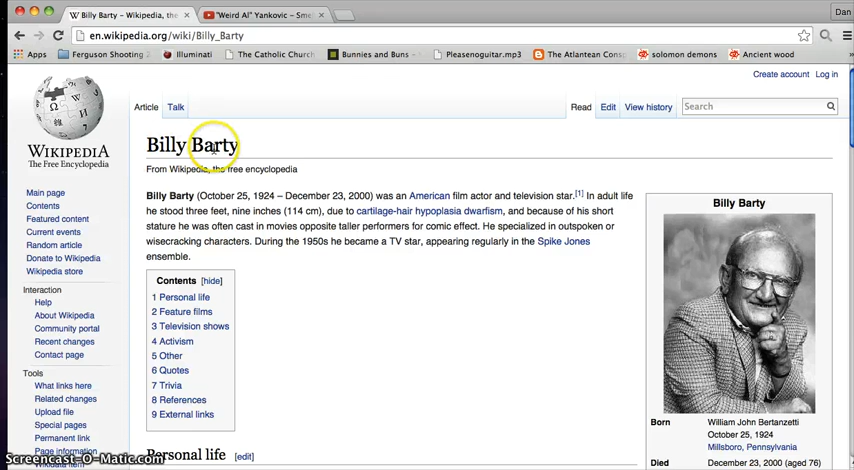 Billy Barty – Wikipedia, the
"Weird Al" Yankovic – Sme
Dan
en.wikipedia.org/wiki/Billy_Barty
Apps
Ferguson Shooting
Illuminati
The Catholic Church
Bunnies and Buns -
Pleasenoguitar.mp3
The Atlantean Cons
solomon demons
Ancient wood
Create account Log in
Article Talk
Read Edit View history Search
WIKIPEDIA
The Free Encyclopedia
Main page
Contents
Featured content
Current events
Random article
Donate to Wikipedia
Wikipedia store
Interaction
Help
About Wikipedia
Community portal
Recent changes
Contact page
Tools
What links here
Related changes
Upload file
Special pages
Permanent link
Page information
Wikidata item
Billy Barty
From Wikipedia, the free encyclopedia
Billy Barty (October 25, 1924 – December 23, 2000) was an American film actor and television star.[1] In adult life
he stood three feet, nine inches (114 cm), due to cartilage-hair hypoplasia dwarfism, and because of his short
stature he was often cast in movies opposite taller performers for comic effect. He specialized in outspoken or
wisecracking characters. During the 1950s he became a TV star, appearing regularly in the Spike Jones
ensemble.
Contents [hide]
1 Personal life
2 Feature films
3 Television shows
4 Activism
5 Other
6 Quotes
7 Trivia
8 References
9 External links
Personal life [edit]
Billy Barty
Born William John Bertanzetti
October 25, 1924
Millsboro, Pennsylvania
Died December 23, 2000 (aged 76)
Screencast-O-Matic.com